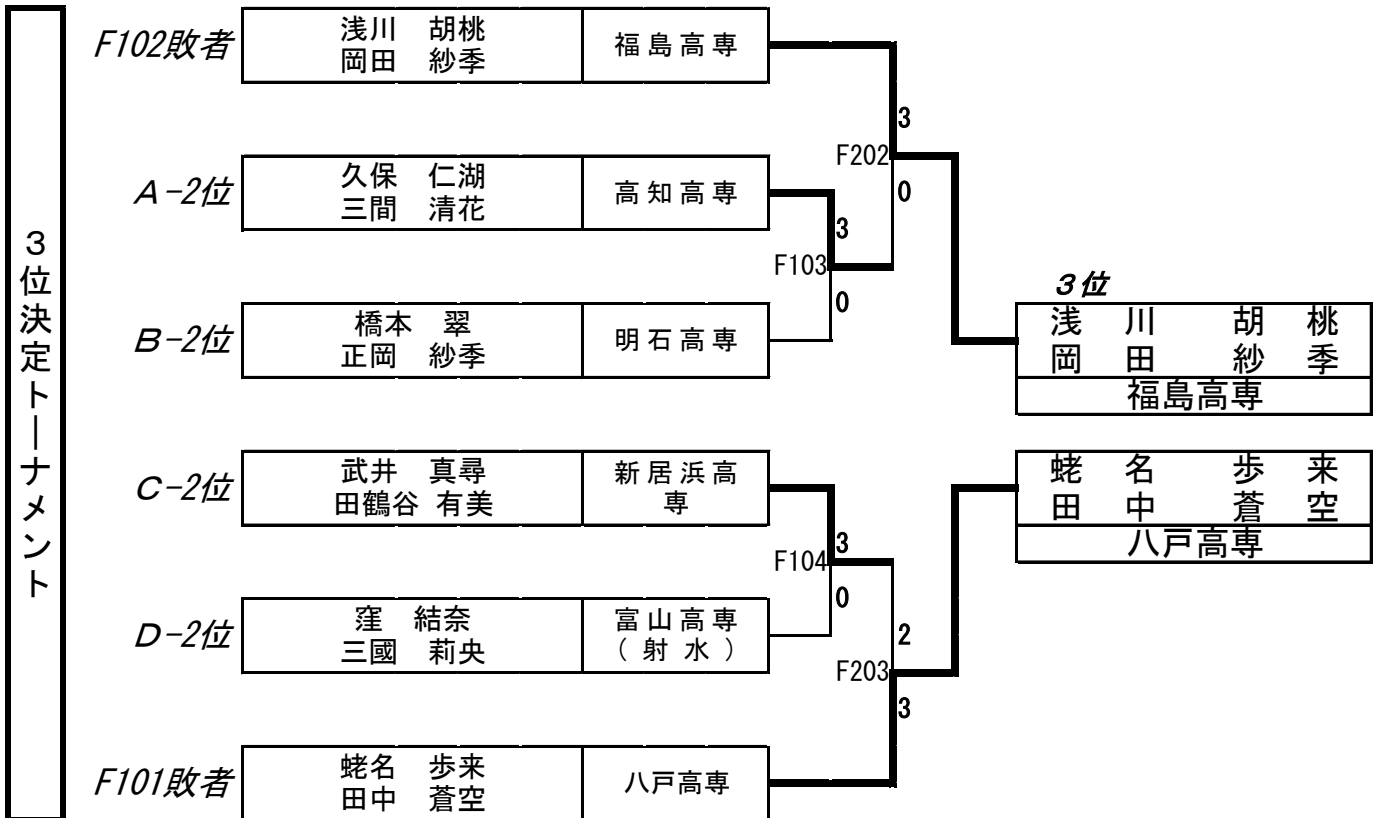 3位決定トーナメント
F102敗者
浅川 胡桃
岡田 紗季
福島高専
3
F202
0
A-2位
久保 仁湖
三間 清花
高知高専
3
F103
0
B-2位
橋本 翠
正岡 紗季
明石高専
3位
浅川 胡桃
岡田 紗季
福島高専
C-2位
武井 真尋
田鶴谷 有美
新居浜高
専
3
F104
0
D-2位
窪 結奈
三國 莉央
富山高専
(射水)
2
F203
3
F101敗者
蛯名 歩来
田中 蒼空
八戸高専
蛯名 歩来
田中 蒼空
八戸高専